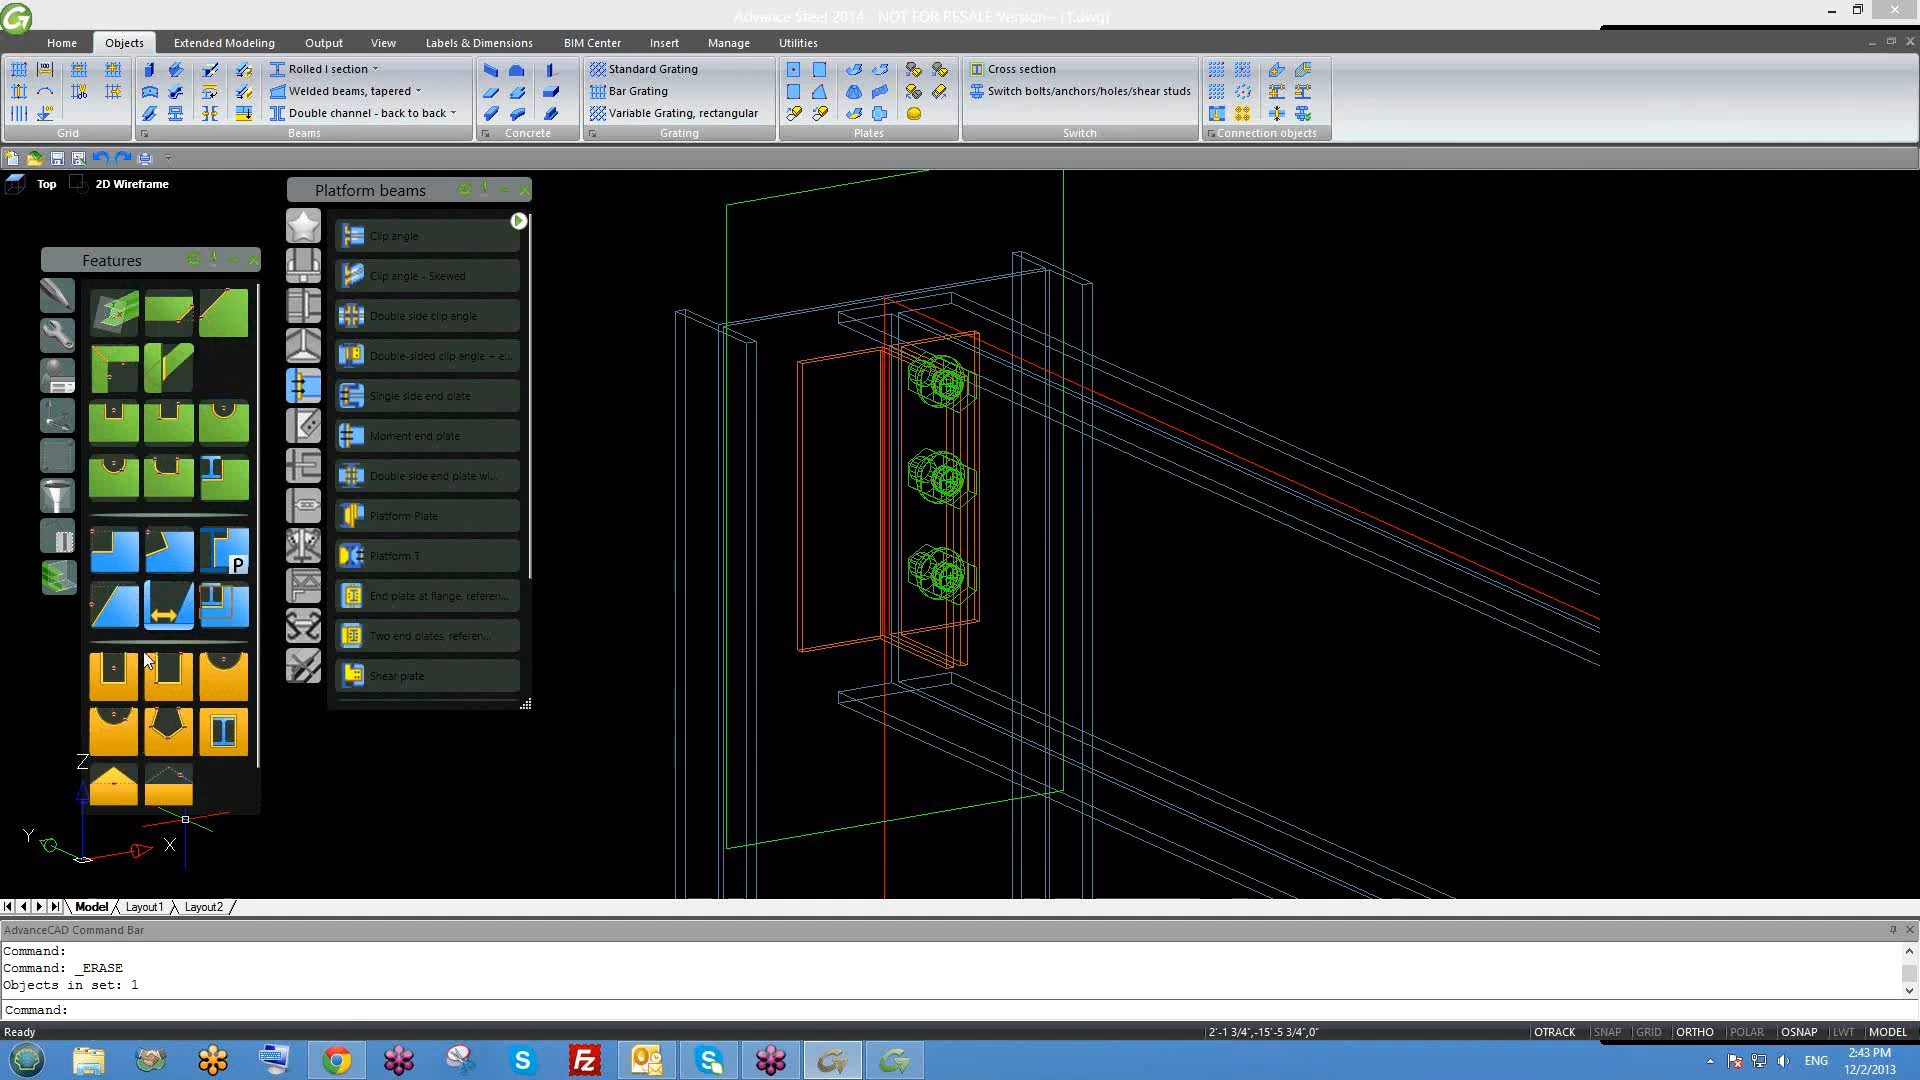 Advance Steel 2014 - NOT FOR RESALE Version - [1.dwg]
Home Objects Extended Modeling Output View Labels & Dimensions BIM Center Insert Manage Utilities
Rolled I section
Welded beams, tapered
Double channel - back to back
Standard Grating
Bar Grating
Variable Grating, rectangular
Cross section
Switch bolts/anchors/holes/shear studs
Grid Beams Concrete Grating Plates Switch Connection objects
Top 2D Wireframe
Platform beams
Clip angle
Clip angle - Skewed
Double side clip angle
Double-sided clip angle + e...
Single side end plate
Moment end plate
Double side end plate wi...
Platform Plate
Platform T
End plate at flange, referen...
Two end plates, referen...
Shear plate
Features
P
Z
Y
X
Model Layout1 Layout2
AdvanceCAD Command Bar
Command:
Command: _ERASE
Objects in set: 1
Command:
Ready 2'-1 3/4",-15'-5 3/4",0" OTRACK SNAP GRID ORTHO POLAR OSNAP LWT MODEL
ENG
2:43 PM
12/2/2013